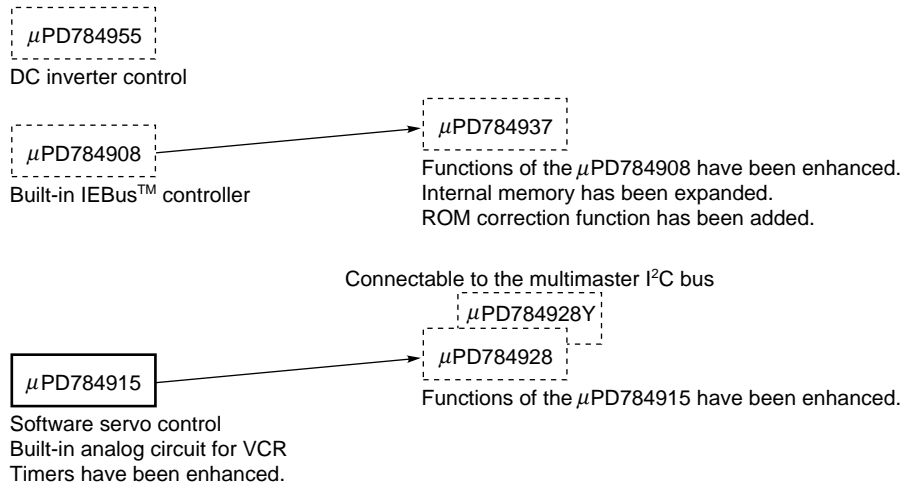 μPD784955
DC inverter control
μPD784908
Built-in IEBus™ controller
μPD784937
Functions of the μPD784908 have been enhanced.
Internal memory has been expanded.
ROM correction function has been added.
Connectable to the multimaster I²C bus
μPD784928Y
μPD784928
Functions of the μPD784915 have been enhanced.
μPD784915
Software servo control
Built-in analog circuit for VCR
Timers have been enhanced.